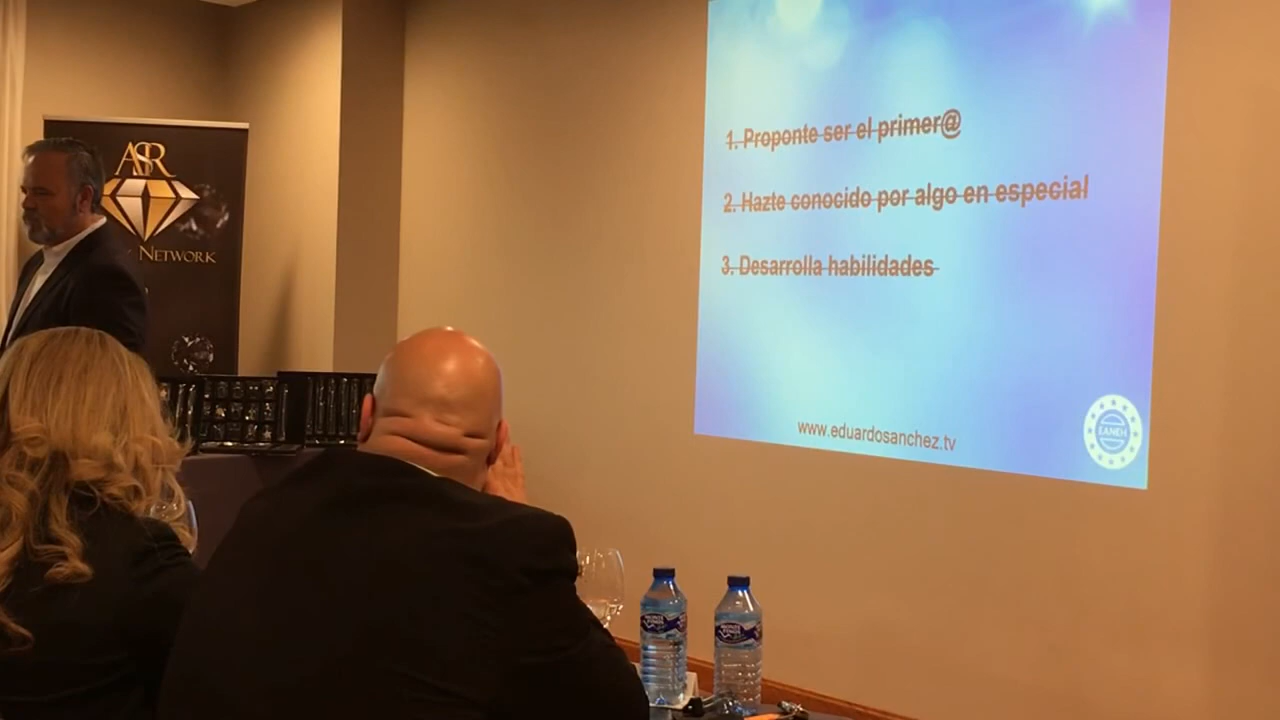 ASR
NETWORK
1. Proponte ser el primer@
2. Hazte conocido por algo en especial
3. Desarrolla habilidades
www.eduardosanchez.tv
EANEH